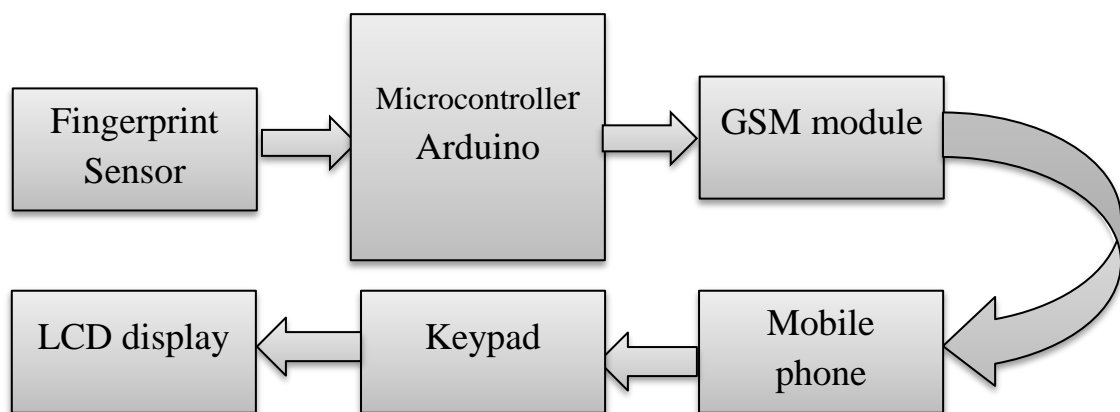 Fingerprint
Sensor
Microcontroller
Arduino
GSM module
LCD display
Keypad
Mobile
phone